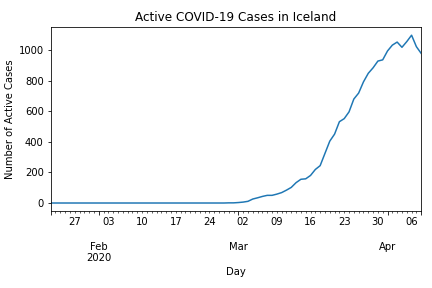 Active COVID-19 Cases in Iceland
Number of Active Cases
1000
800
600
400
200
0
27 03 10 17 24 02 09 16 23 30 06
Feb Mar Apr
2020
Day